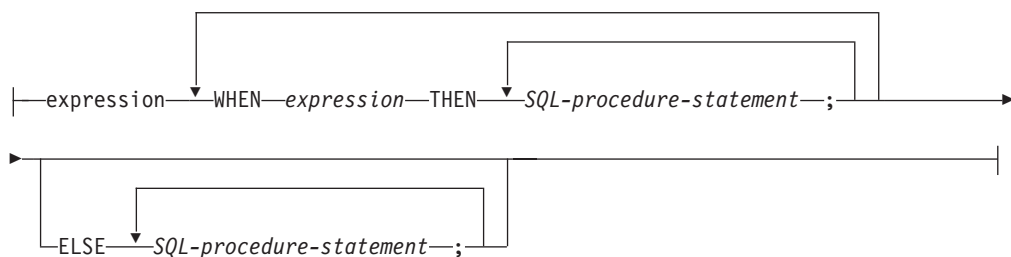 expression WHEN expression THEN SQL-procedure-statement ;
ELSE SQL-procedure-statement ;